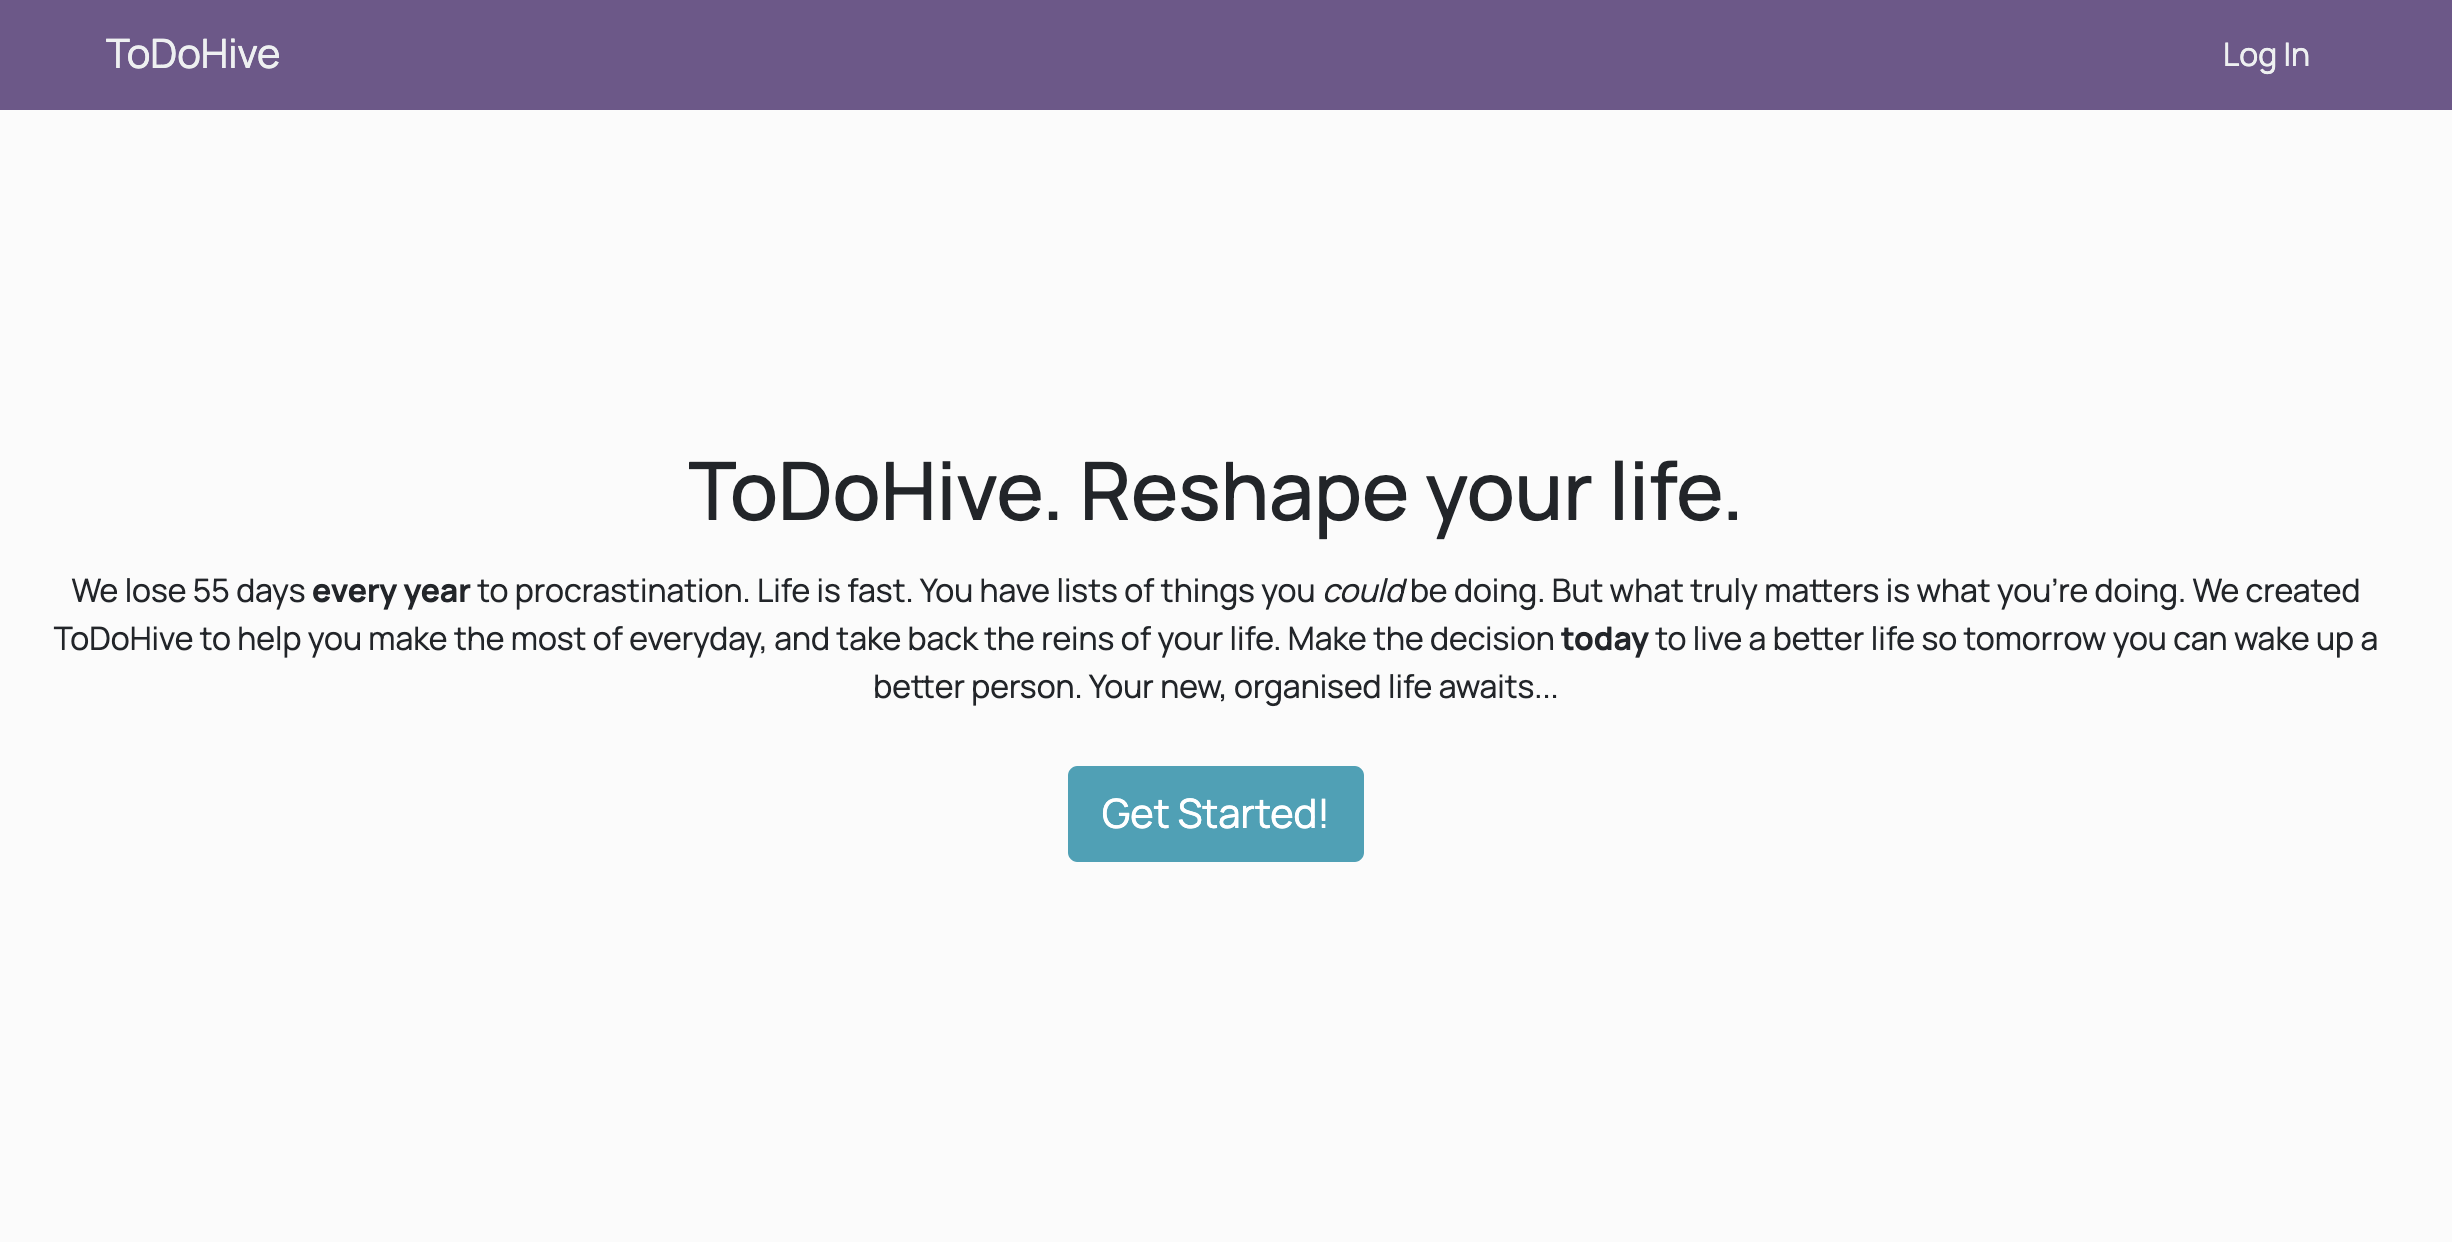 ToDoHive
Log In
ToDoHive. Reshape your life.
We lose 55 days every year to procrastination. Life is fast. You have lists of things you could be doing. But what truly matters is what you're doing. We created
ToDoHive to help you make the most of everyday, and take back the reins of your life. Make the decision today to live a better life so tomorrow you can wake up a
better person. Your new, organised life awaits...
Get Started!